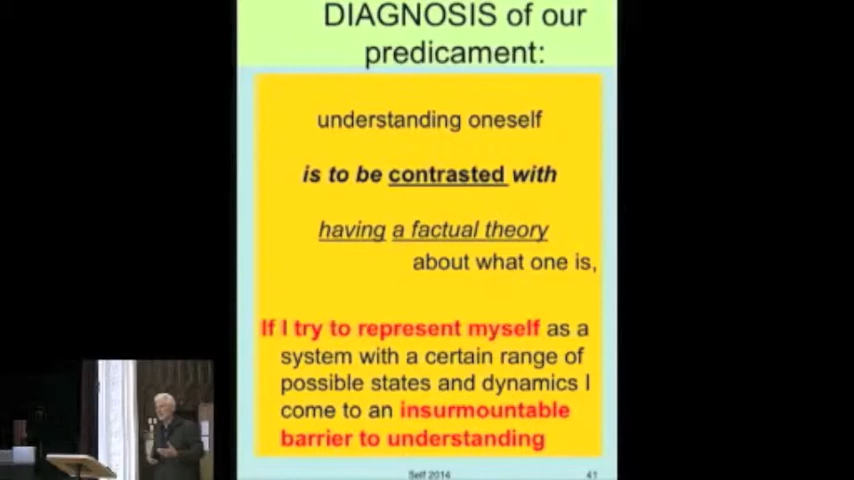 DIAGNOSIS of our
predicament:
understanding oneself
is to be contrasted with
having a factual theory
about what one is,
If I try to represent myself as a
system with a certain range of
possible states and dynamics I
come to an insurmountable
barrier to understanding
Self 2014 41